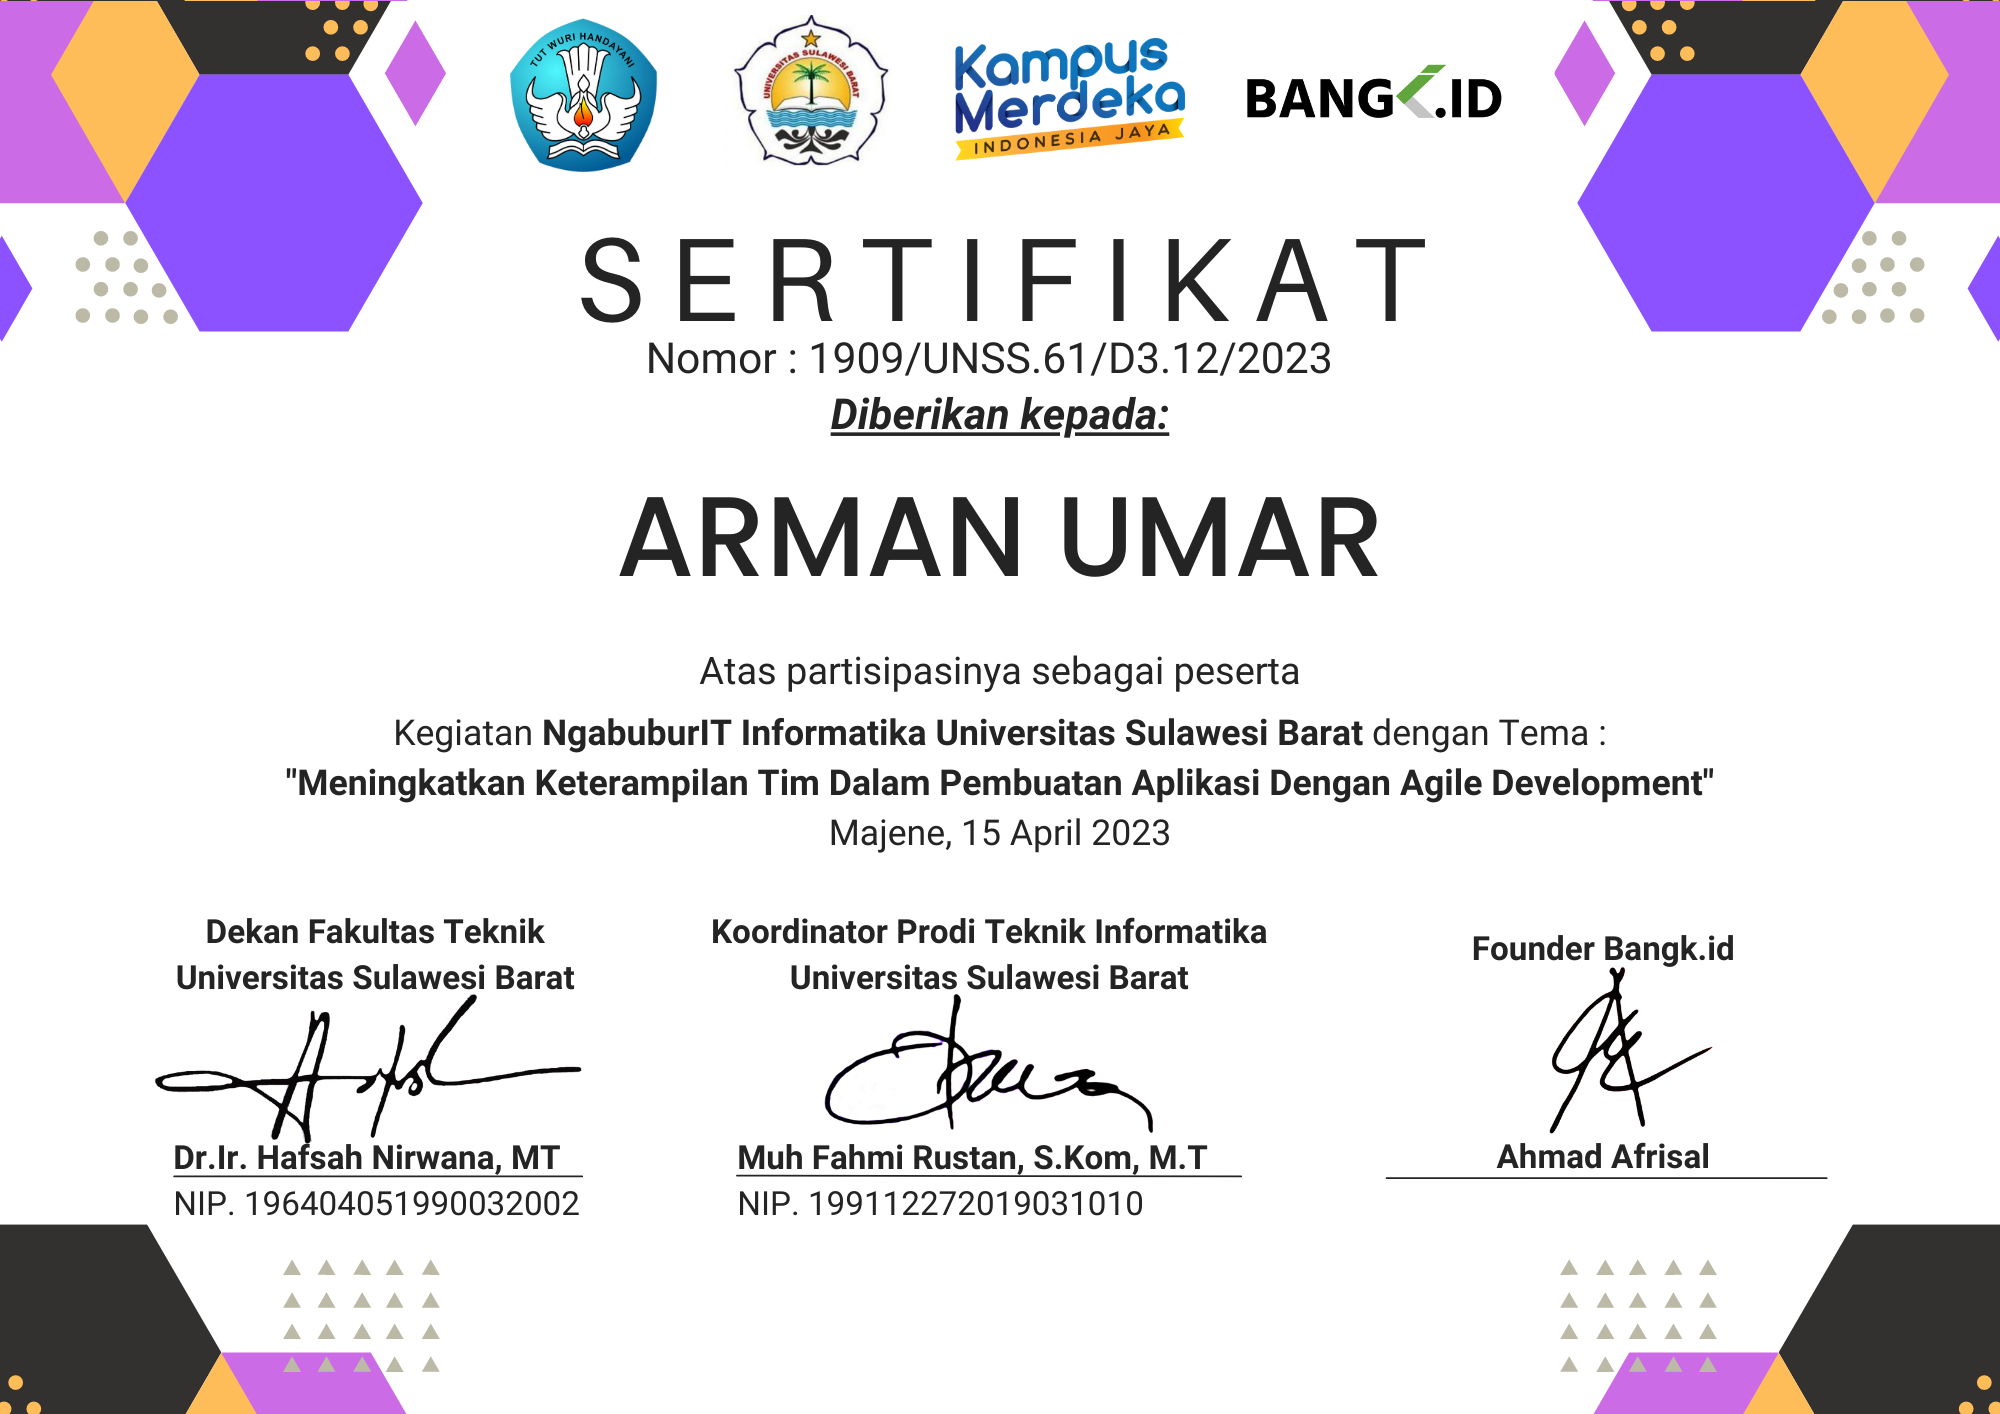 TUT WURI HANDAYANI
UNIVERSITAS SULAWESI BARAT
Kampus
Merdeka
INDONESIA JAYA
BANGK.ID
SERTIFIKAT
Nomor : 1909/UNSS.61/D3.12/2023
Diberikan kepada:
ARMAN UMAR
Atas partisipasinya sebagai peserta
Kegiatan NgabuburIT Informatika Universitas Sulawesi Barat dengan Tema :
"Meningkatkan Keterampilan Tim Dalam Pembuatan Aplikasi Dengan Agile Development"
Majene, 15 April 2023
Dekan Fakultas Teknik
Universitas Sulawesi Barat
Dr.Ir. Hafsah Nirwana, MT
NIP. 196404051990032002
Koordinator Prodi Teknik Informatika
Universitas Sulawesi Barat
Muh Fahmi Rustan, S.Kom, M.T
NIP. 199112272019031010
Founder Bangk.id
Ahmad Afrisal